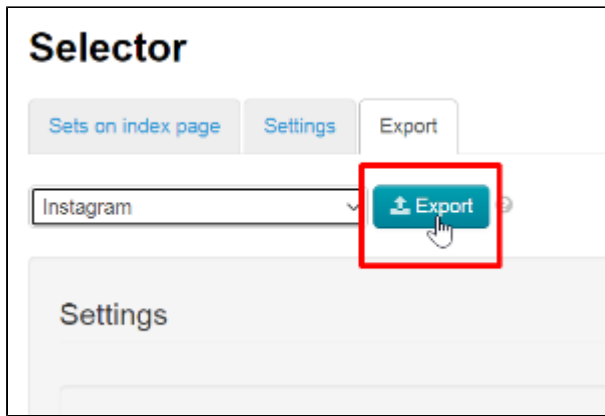 Selector
Sets on index page Settings Export
Instagram Export
Settings